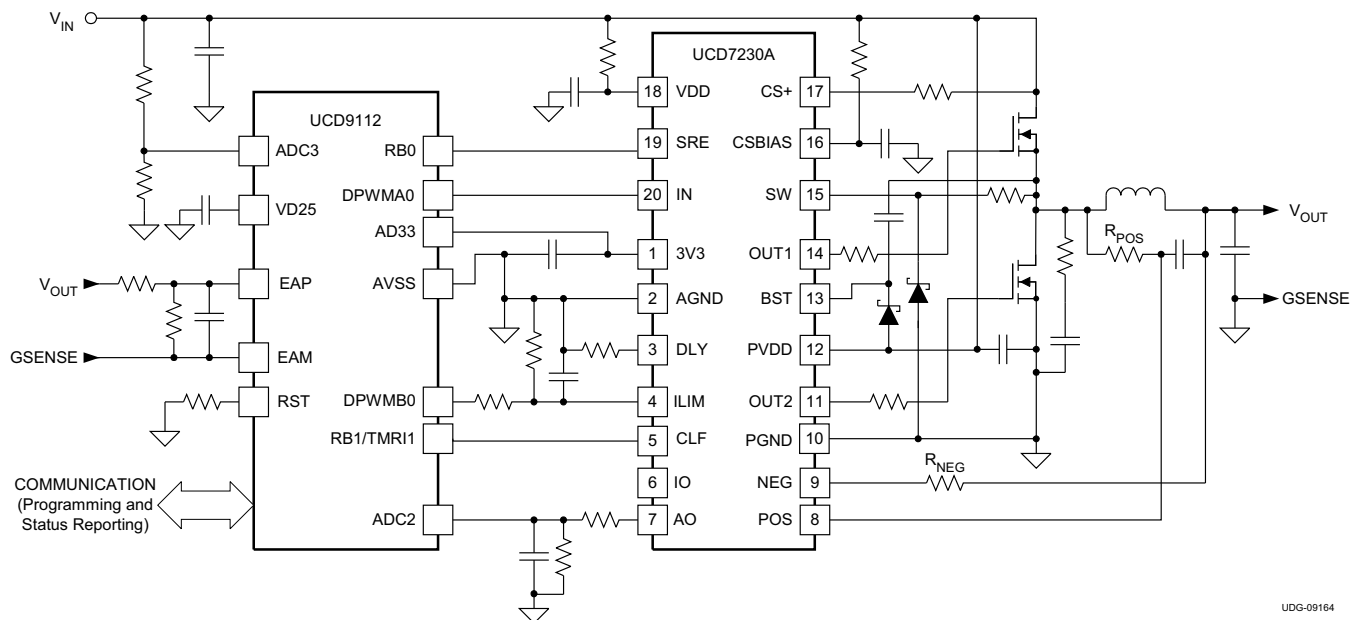 VIN
UCD7230A
UCD9112
18 VDD
CS+ 17
ADC3
RB0
19 SRE
CSBIAS 16
VD25
DPWMA0
20 IN
SW 15
AD33
1 3V3
OUT1 14
VOUT
EAP
AVSS
2 AGND
BST 13
RPOS
VOUT
GSENSE
GSENSE
EAM
3 DLY
PVDD 12
RST
DPWMB0
4 ILIM
OUT2 11
RB1/TMRI1
5 CLF
PGND 10
COMMUNICATION
(Programming and
Status Reporting)
6 IO
NEG 9
RNEG
ADC2
7 AO
POS 8
UDG-09164